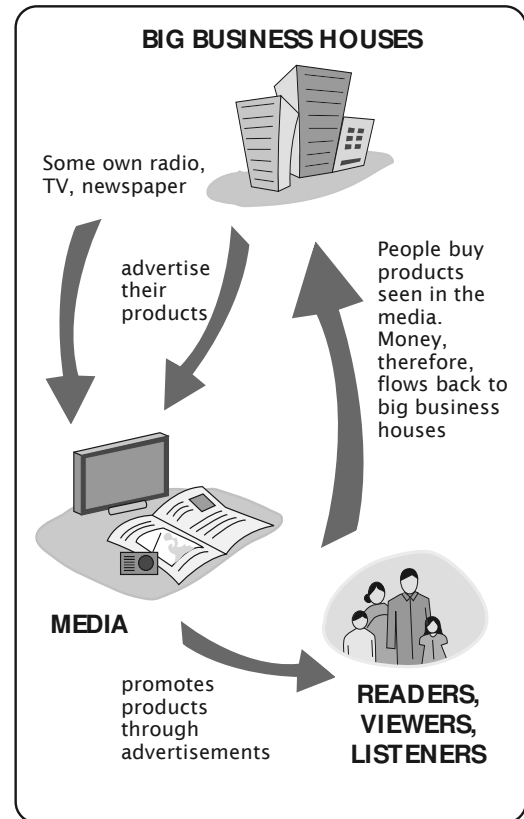 BIG BUSINESS HOUSES
Some own radio,
TV, newspaper
advertise
their
products
People buy
products
seen in the
media.
Money,
therefore,
flows back to
big business
houses
MEDIA
promotes
products
through
advertisements
READERS,
VIEWERS,
LISTENERS